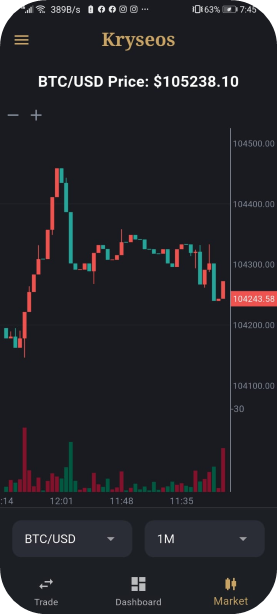 389B/s ... 63% 7:45
Kryseos
BTC/USD Price: $105238.10
104500.00
104400.00
104300.00
104243.58
104200.00
104100.00
-30
:14 12:01 11:48 11:35
BTC/USD 1M
Trade Dashboard Market